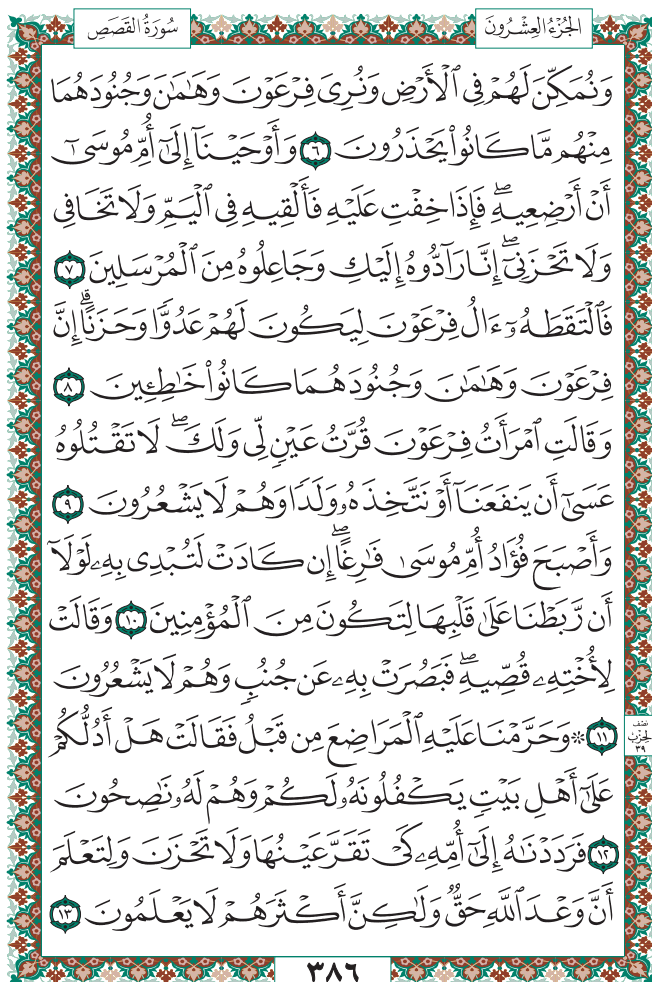 سُورَةُ القَصَصِ
الجُزْءُ العِشْرُونَ
وَنُمَكِّنَ لَهُمْ فِي ٱلْأَرْضِ وَنُرِيَ فِرْعَوْنَ وَهَٰمَٰنَ وَجُنُودَهُمَا
مِنْهُم مَّا كَانُوا۟ يَحْذَرُونَ ٦ وَأَوْحَيْنَآ إِلَىٰٓ أُمِّ مُوسَىٰٓ
أَنْ أَرْضِعِيهِۖ فَإِذَا خِفْتِ عَلَيْهِ فَأَلْقِيهِ فِي ٱلْيَمِّ وَلَا تَخَافِي
وَلَا تَحْزَنِيٓۖ إِنَّا رَآدُّوهُ إِلَيْكِ وَجَاعِلُوهُ مِنَ ٱلْمُرْسَلِينَ ٧
فَٱلْتَقَطَهُۥٓ ءَالُ فِرْعَوْنَ لِيَكُونَ لَهُمْ عَدُوًّا وَحَزَنًاۗ إِنَّ
فِرْعَوْنَ وَهَٰمَٰنَ وَجُنُودَهُمَا كَانُوا۟ خَٰطِـِٔينَ ٨
وَقَالَتِ ٱمْرَأَتُ فِرْعَوْنَ قُرَّتُ عَيْنٍ لِّي وَلَكَۖ لَا تَقْتُلُوهُ
عَسَىٰٓ أَن يَنفَعَنَآ أَوْ نَتَّخِذَهُۥ وَلَدًا وَهُمْ لَا يَشْعُرُونَ ٩
وَأَصْبَحَ فُؤَادُ أُمِّ مُوسَىٰ فَٰرِغًاۖ إِن كَادَتْ لَتُبْدِي بِهِۦ لَوْلَآ
أَن رَّبَطْنَا عَلَىٰ قَلْبِهَا لِتَكُونَ مِنَ ٱلْمُؤْمِنِينَ ١٠ وَقَالَتْ
لِأُخْتِهِۦ قُصِّيهِۖ فَبَصُرَتْ بِهِۦ عَن جُنُبٍ وَهُمْ لَا يَشْعُرُونَ
١١ ۞ وَحَرَّمْنَا عَلَيْهِ ٱلْمَرَاضِعَ مِن قَبْلُ فَقَالَتْ هَلْ أَدُلُّكُمْ
نصف
الحزب
٣٩
عَلَىٰٓ أَهْلِ بَيْتٍ يَكْفُلُونَهُۥ لَكُمْ وَهُمْ لَهُۥ نَٰصِحُونَ
١٢ فَرَدَدْنَٰهُ إِلَىٰٓ أُمِّهِۦ كَيْ تَقَرَّ عَيْنُهَا وَلَا تَحْزَنَ وَلِتَعْلَمَ
أَنَّ وَعْدَ ٱللَّهِ حَقٌّ وَلَٰكِنَّ أَكْثَرَهُمْ لَا يَعْلَمُونَ ١٣
٣٨٦